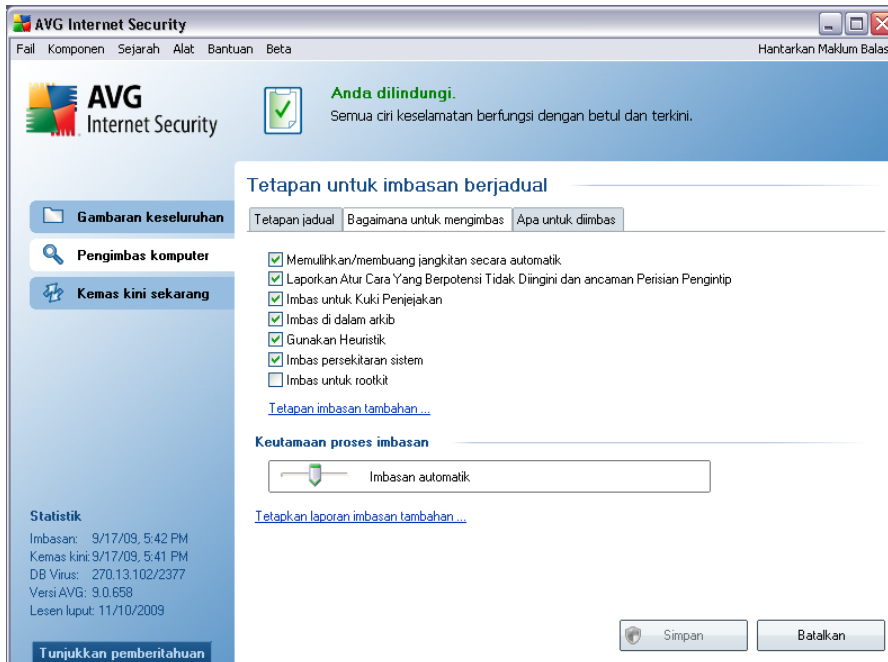 AVG Internet Security
Fail Komponen Sejarah Alat Bantuan Beta Hantarkan Maklum Balas
AVG
Internet Security
Anda dilindungi.
Semua ciri keselamatan berfungsi dengan betul dan terkini.
Gambaran keseluruhan
Pengimbas komputer
Kemas kini sekarang
Tetapan untuk imbasan berjadual
Tetapan jadual Bagaimana untuk mengimbas Apa untuk diimbas
Memulihkan/membuang jangkitan secara automatik
Laporkan Atur Cara Yang Berpotensi Tidak Diingini dan ancaman Perisian Pengintip
Imbas untuk Kuki Penjejakan
Imbas di dalam arkib
Gunakan Heuristik
Imbas persekitaran sistem
Imbas untuk rootkit
Tetapan imbasan tambahan ...
Keutamaan proses imbasan
Imbasan automatik
Tetapkan laporan imbasan tambahan ...
Statistik
Imbasan: 9/17/09, 5:42 PM
Kemas kini: 9/17/09, 5:41 PM
DB Virus: 270.13.102/2377
Versi AVG: 9.0.658
Lesen luput: 11/10/2009
Tunjukkan pemberitahuan
Simpan
Batalkan